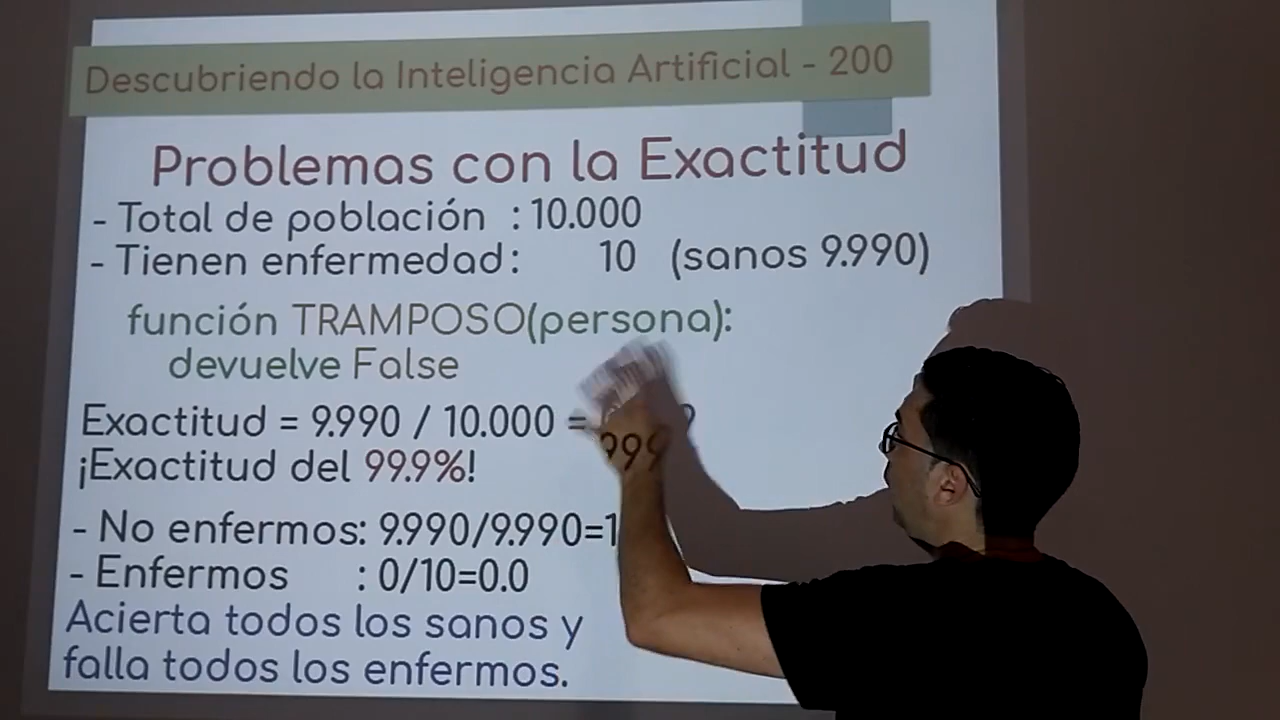 Descubriendo la Inteligencia Artificial - 200
Problemas con la Exactitud
- Total de población : 10.000
- Tienen enfermedad: 10 (sanos 9.990)
función TRAMPOSO(persona):
devuelve False
Exactitud = 9.990 / 10.000 =
¡Exactitud del 99.9%!
- No enfermos: 9.990/9.990=1
- Enfermos : 0/10=0.0
Acierta todos los sanos y
falla todos los enfermos.